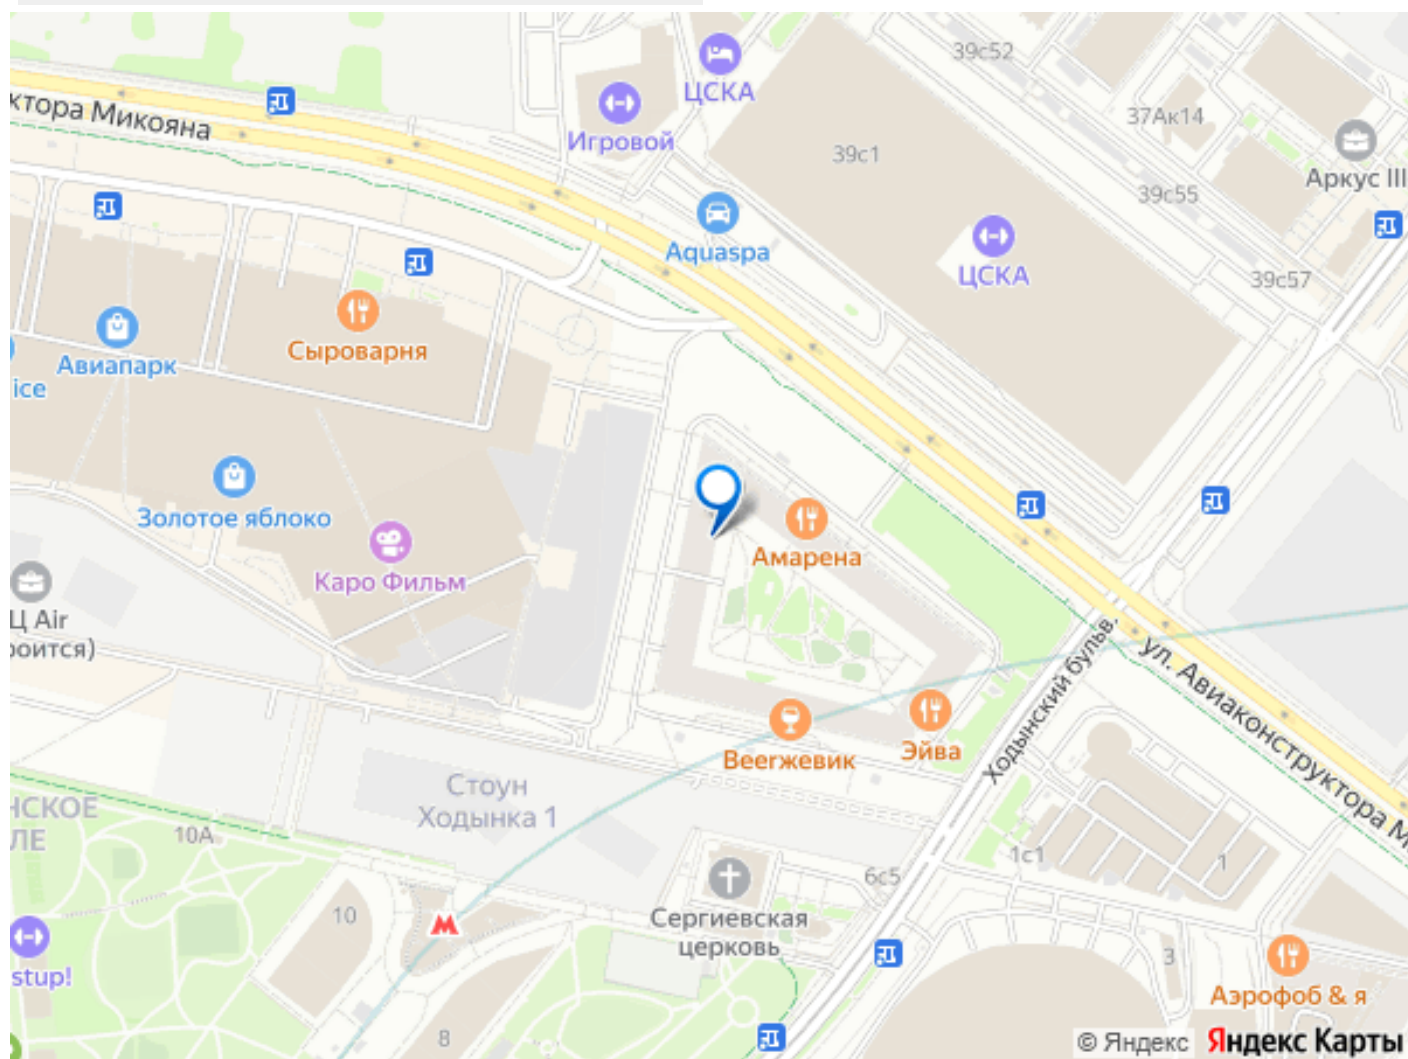 39с52
ЦСКА
37Ак14
ктора Микояна
Игровой
39с1
Аркус III
39с55
Aquaspa
ЦСКА
39с57
Сыроварня
Авиапарк
ice
Золотое яблоко
Амарена
Каро Фильм
Ц Air
роится)
Ходынский бульв.
ул. Авиаконструктора М
Эйва
Beerжевик
Стоун
Ходынка 1
НСКОЕ
ЛЕ
10А
1с1
1
6с5
10
Сергиевская
церковь
3
stup!
Аэрофоб & я
8
© Яндекс Яндекс Карты